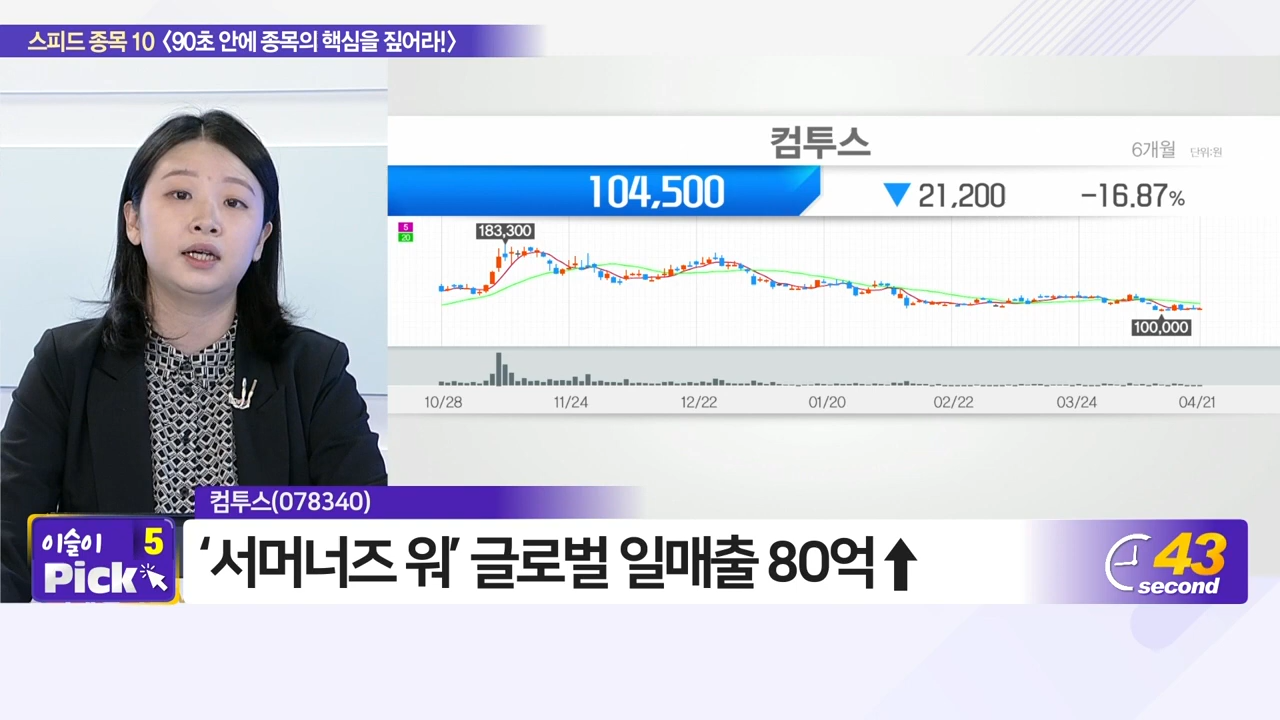 스피드 종목 10 <90초 안에 종목의 핵심을 짚어라!>
컴투스
6개월 단위:원
104,500 ▼ 21,200 -16.87%
5
20
183,300
100,000
10/28 11/24 12/22 01/20 02/22 03/24 04/21
컴투스(078340)
이슬이 5
Pick
‘서머너즈 워’ 글로벌 일매출 80억↑
43
second